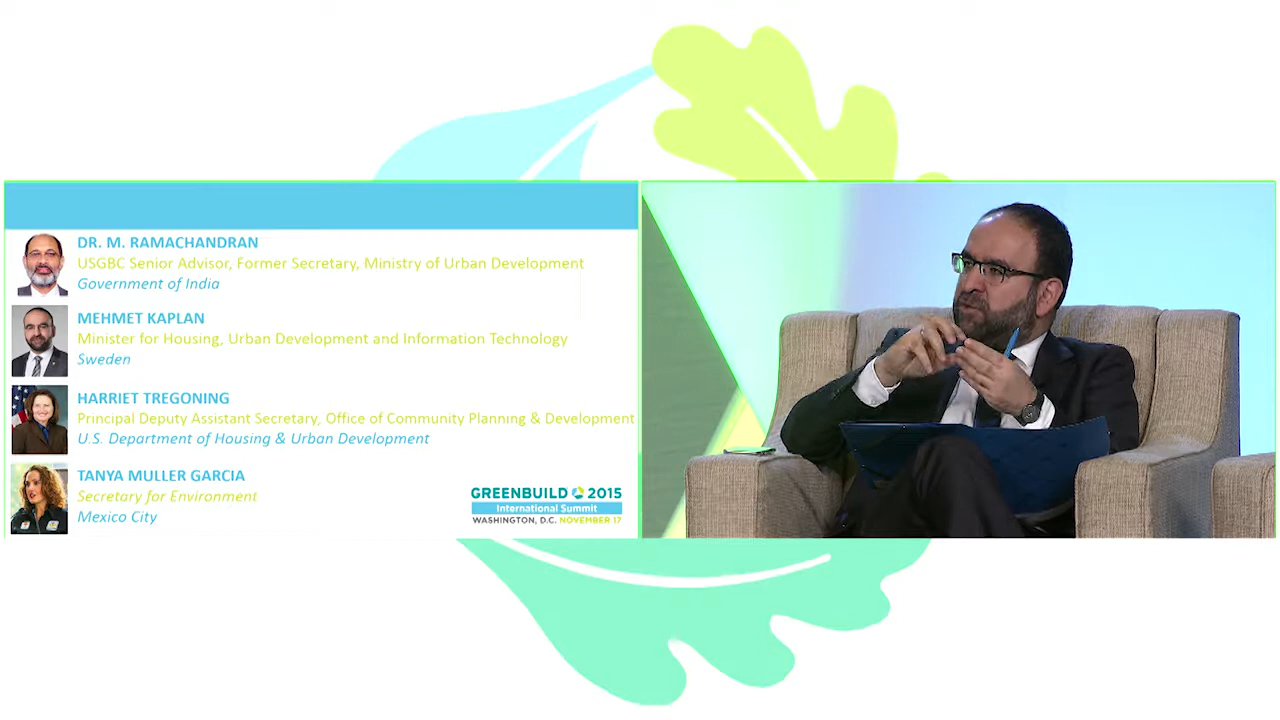 DR. M. RAMACHANDRAN
USGBC Senior Advisor, Former Secretary, Ministry of Urban Development
Government of India
MEHMET KAPLAN
Minister for Housing, Urban Development and Information Technology
Sweden
HARRIET TREGONING
Principal Deputy Assistant Secretary, Office of Community Planning & Development
U.S. Department of Housing & Urban Development
TANYA MULLER GARCIA
Secretary for Environment
Mexico City
GREENBUILD 2015
International Summit
WASHINGTON, D.C. NOVEMBER 17